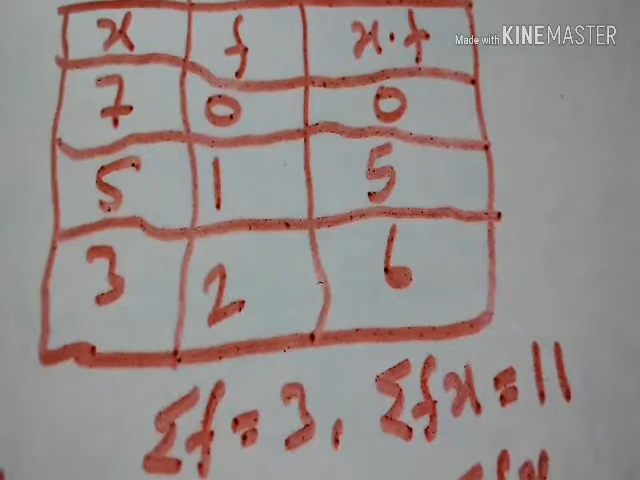 Made with KINEMASTER
x f x·f
7 0 0
5 1 5
3 2 6
Σf = 3, Σfx = 11